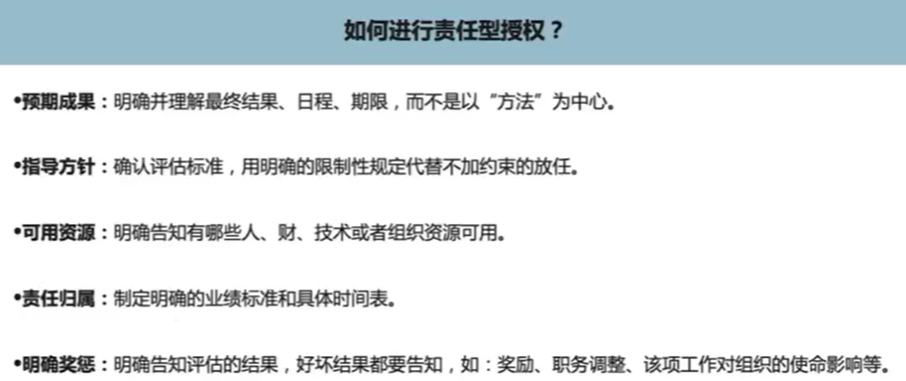 如何进行责任型授权？
•预期成果：明确并理解最终结果、日程、期限，而不是以“方法”为中心。
•指导方针：确认评估标准，用明确的限制性规定代替不加约束的放任。
•可用资源：明确告知有哪些人、财、技术或者组织资源可用。
•责任归属：制定明确的业绩标准和具体时间表。
•明确奖惩：明确告知评估的结果，好坏结果都要告知，如：奖励、职务调整、该项工作对组织的使命影响等。